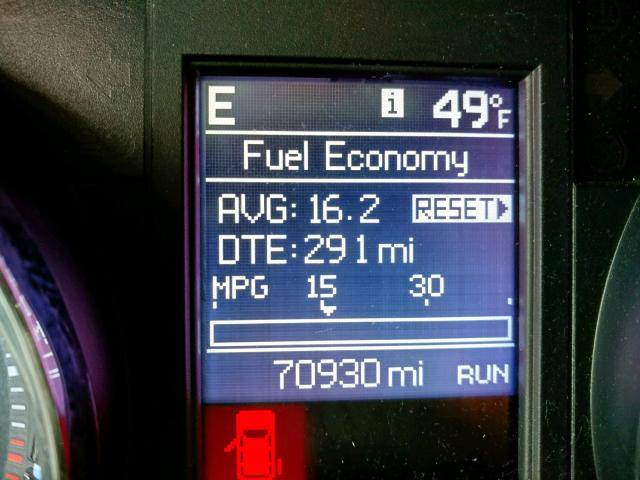 E i 49°F
Fuel Economy
AVG: 16.2 RESET
DTE: 291 mi
MPG 15 30
70930 mi RUN